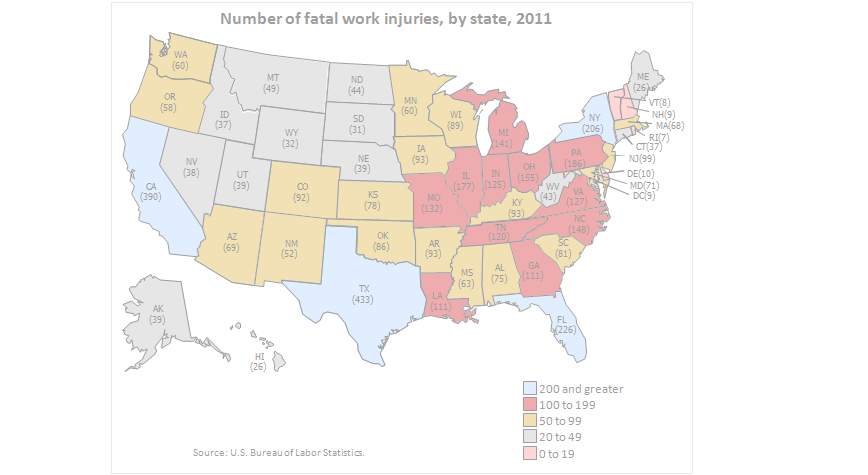 Number of fatal work injuries, by state, 2011
WA
(60)
OR
(58)
CA
(390)
ID
(37)
NV
(38)
MT
(49)
WY
(32)
UT
(39)
AZ
(69)
CO
(92)
NM
(52)
ND
(44)
SD
(31)
NE
(39)
KS
(78)
OK
(86)
TX
(433)
MN
(60)
IA
(93)
MO
(132)
AR
(93)
LA
(111)
WI
(89)
IL
(177)
MI
(141)
IN
(125)
OH
(155)
KY
(93)
TN
(120)
MS
(63)
AL
(75)
GA
(111)
FL
(226)
SC
(81)
NC
(148)
VA
(127)
WV
(43)
PA
(186)
NY
(206)
ME
(26)
VT(8)
NH(9)
MA(68)
RI(7)
CT(37)
NJ(99)
DE(10)
MD(71)
DC(9)
AK
(39)
HI
(26)
200 and greater
100 to 199
50 to 99
20 to 49
0 to 19
Source: U.S. Bureau of Labor Statistics.